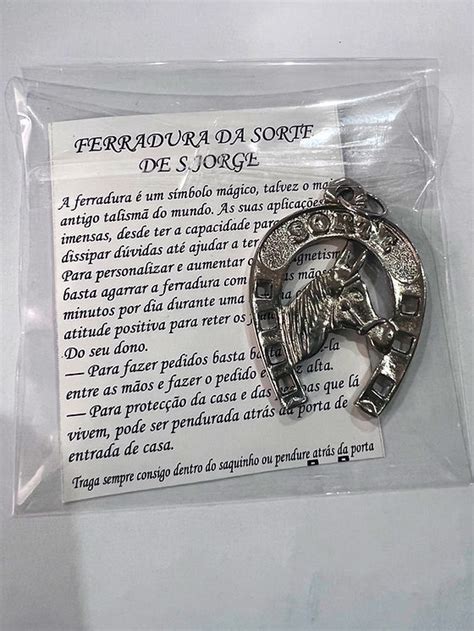 FERRADURA DA SORTE
DE S.JORGE
A ferradura é um símbolo mágico, talvez o mais
antigo talismã do mundo. As suas aplicações
imensas, desde ter a capacidade para
dissipar dúvidas até ajudar a ter
Para personalizar e aumentar o
basta agarrar a ferradura com mãos
minutos por dia durante uma
atitude positiva para reter os
Do seu dono.
— Para fazer pedidos basta
entre as mãos e fazer o pedido alta.
— Para protecção da casa e das que lá
vivem, pode ser pendurada atrás da porta de
entrada de casa.
Traga sempre consigo dentro do saquinho ou pendure atrás da porta
SORTE